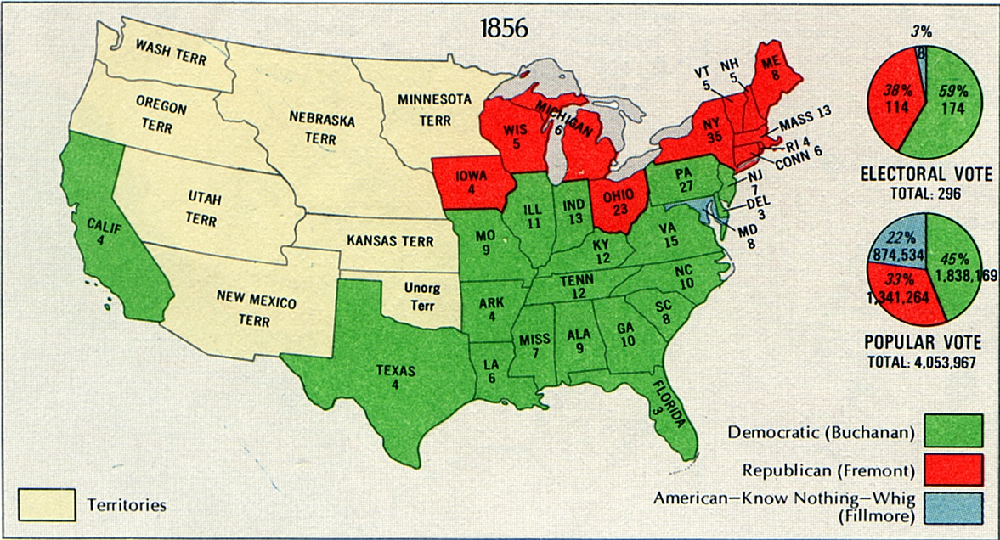 1856
WASH TERR
OREGON
TERR
NEBRASKA
TERR
MINNESOTA
TERR
UTAH
TERR
KANSAS TERR
NEW MEXICO
TERR
Unorg
Terr
CALIF
4
TEXAS
4
IOWA
4
WIS
5
MICHIGAN
6
ILL
11
IND
13
OHIO
23
MO
9
KY
12
TENN
12
ARK
4
LA
6
MISS
7
ALA
9
GA
10
FLORIDA
3
SC
8
NC
10
VA
15
PA
27
NY
35
VT
5
NH
5
ME
8
MASS 13
RI 4
CONN 6
NJ
7
DEL
3
MD
8
3%
8
38%
114
59%
174
ELECTORAL VOTE
TOTAL: 296
22%
874,534
45%
1,838,169
33%
1,341,264
POPULAR VOTE
TOTAL: 4,053,967
Democratic (Buchanan)
Republican (Fremont)
American—Know Nothing—Whig
(Fillmore)
Territories